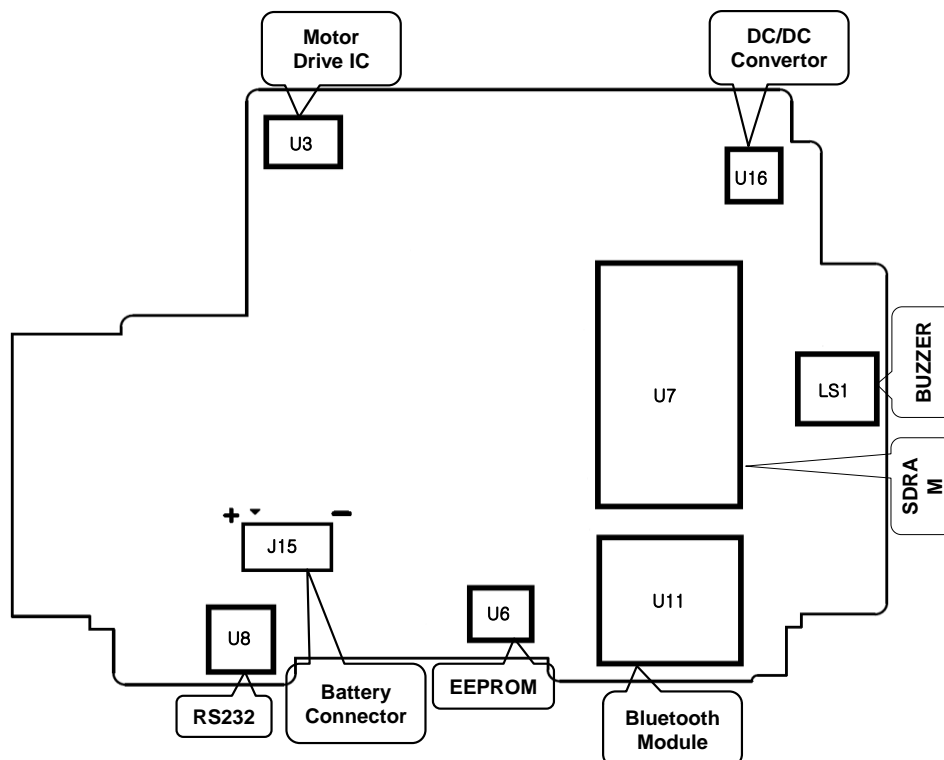 Motor
Drive IC
DC/DC
Convertor
U3
U16
BUZZER
U7
LS1
SDRA
M
+
−
J15
U11
U6
U8
RS232
Battery
Connector
EEPROM
Bluetooth
Module